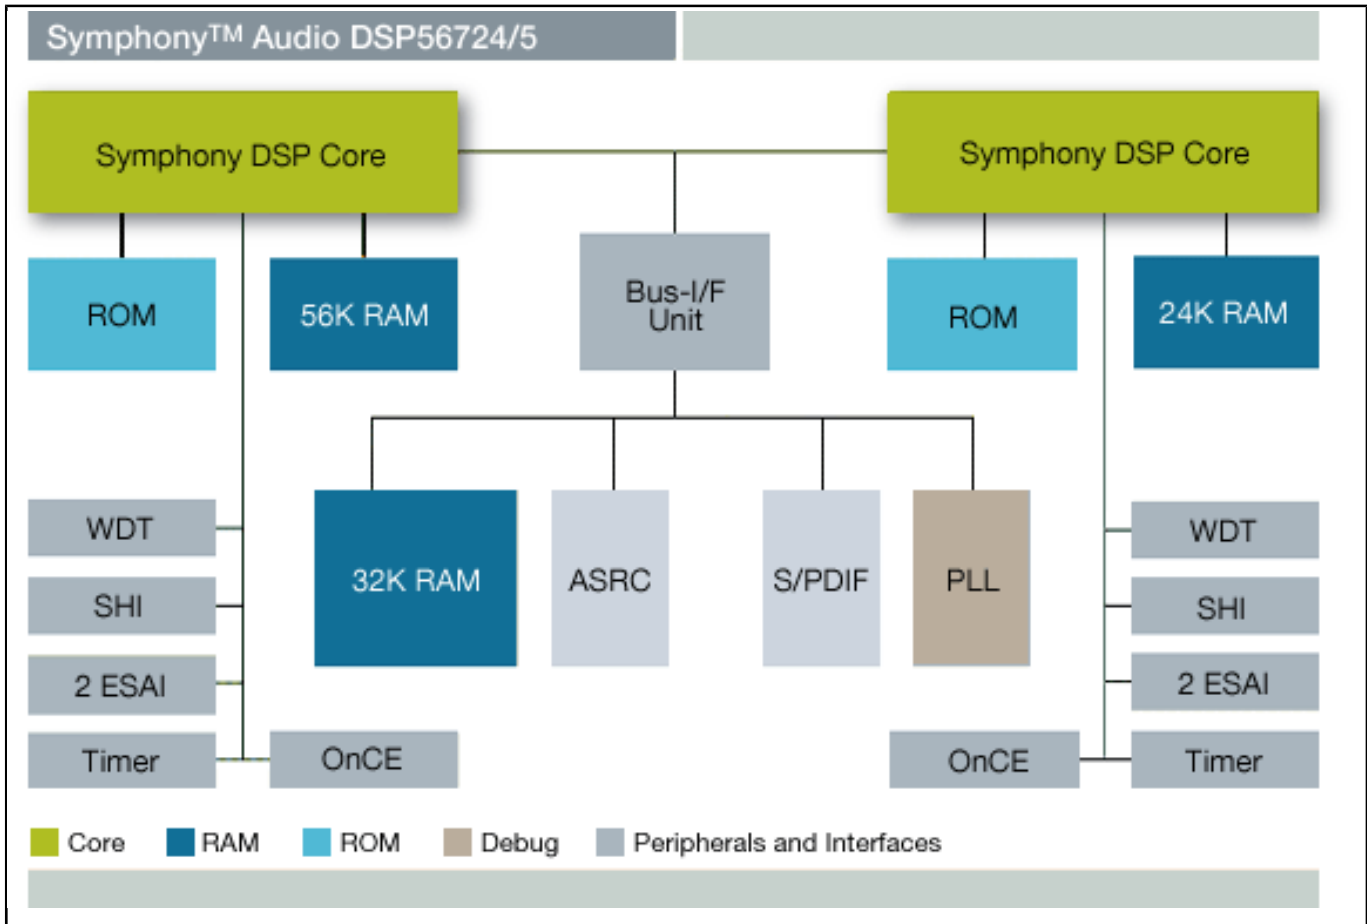 Symphony™ Audio DSP56724/5
Symphony DSP Core
Symphony DSP Core
ROM
56K RAM
Bus-I/F
Unit
ROM
24K RAM
WDT
SHI
2 ESAI
Timer
OnCE
32K RAM
ASRC
S/PDIF
PLL
WDT
SHI
2 ESAI
OnCE
Timer
Core
RAM
ROM
Debug
Peripherals and Interfaces